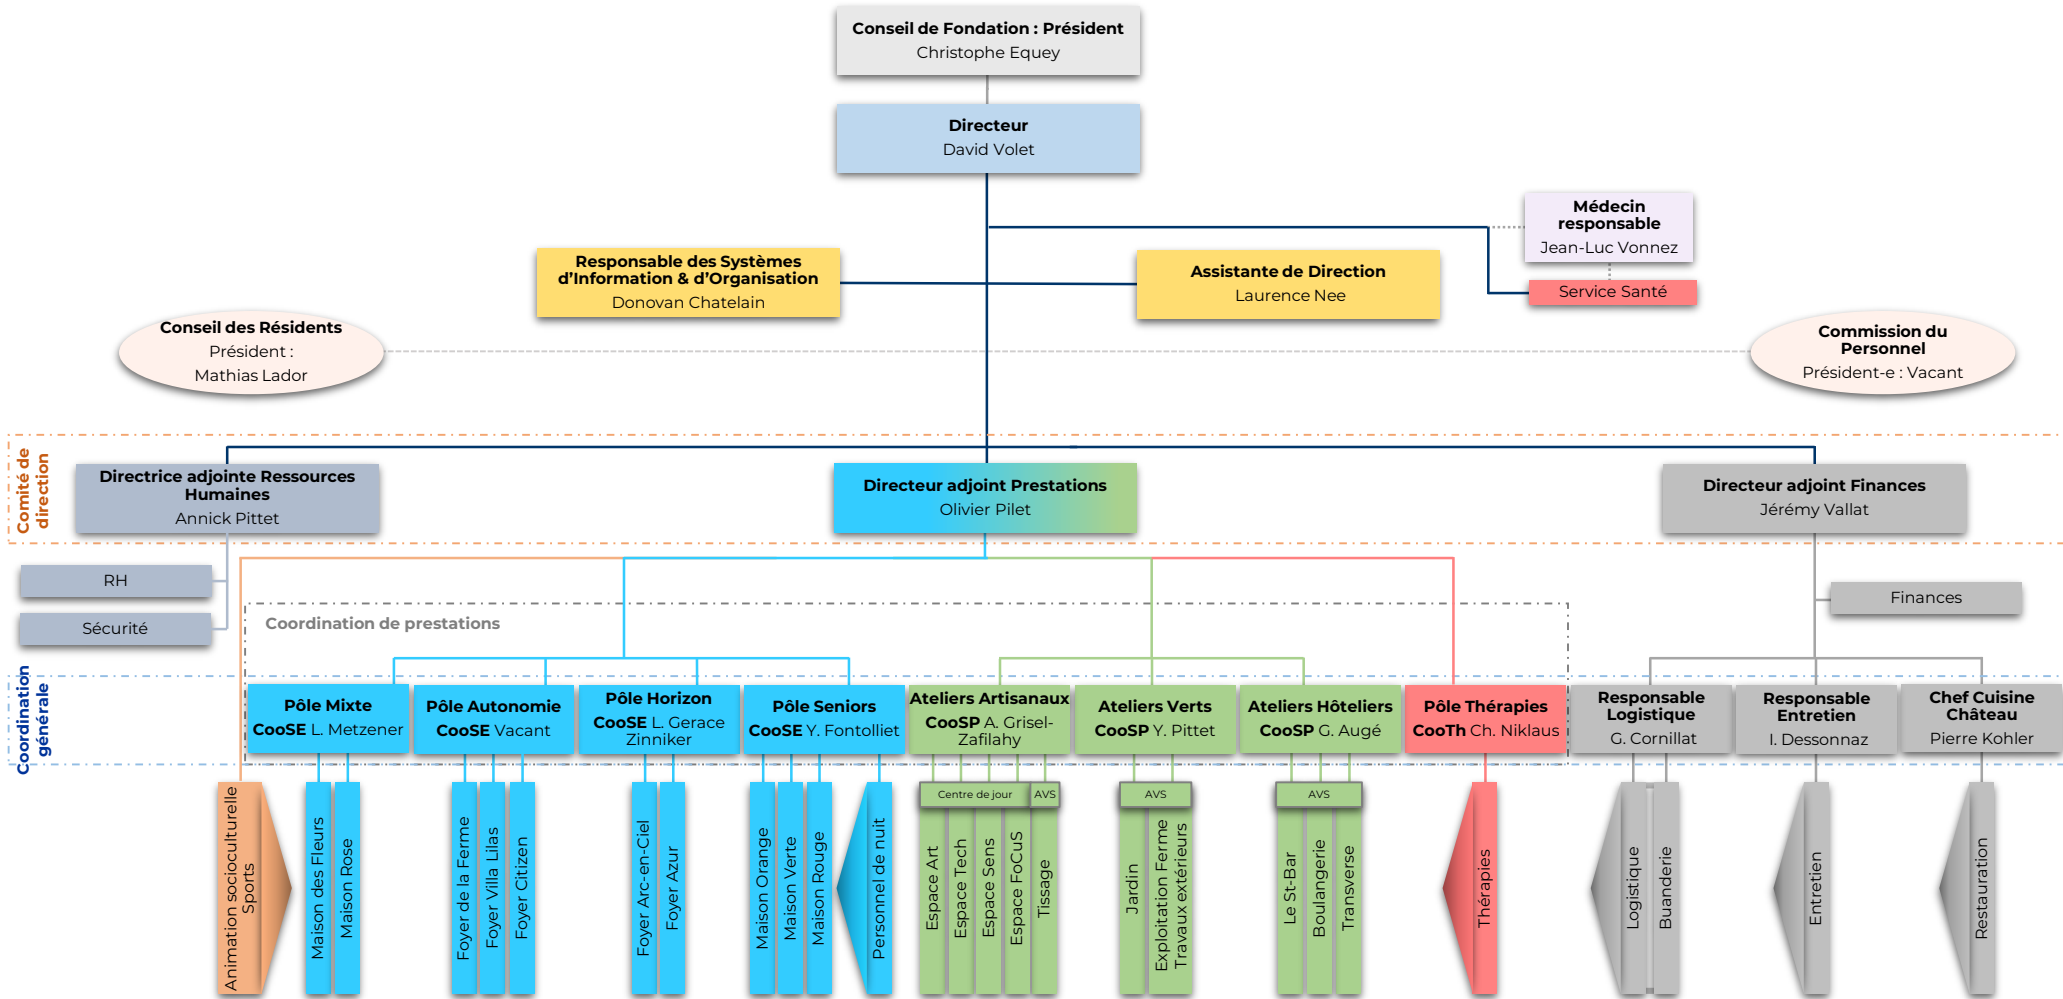 Conseil de Fondation : Président
Christophe Equey
Directeur
David Volet
Médecin
responsable
Jean-Luc Vonnez
Service Santé
Responsable des Systèmes
d'Information & d'Organisation
Donovan Chatelain
Assistante de Direction
Laurence Nee
Conseil des Résidents
Président :
Mathias Lador
Commission du
Personnel
Président-e : Vacant
Comité de
direction
Directrice adjointe Ressources
Humaines
Annick Pittet
Directeur adjoint Prestations
Olivier Pilet
Directeur adjoint Finances
Jérémy Vallat
RH
Sécurité
Finances
Coordination de prestations
Coordination
générale
Pôle Mixte
CooSE L. Metzener
Pôle Autonomie
CooSE Vacant
Pôle Horizon
CooSE L. Gerace
Zinniker
Pôle Seniors
CooSE Y. Fontolliet
Ateliers Artisanaux
CooSP A. Grisel-
Zafilahy
Ateliers Verts
CooSP Y. Pittet
Ateliers Hôteliers
CooSP G. Augé
Pôle Thérapies
CooTh Ch. Niklaus
Responsable
Logistique
G. Cornillat
Responsable
Entretien
I. Dessonnaz
Chef Cuisine
Château
Pierre Kohler
Animation socioculturelle
Sports
Maison des Fleurs
Maison Rose
Foyer de la Ferme
Foyer Villa Lilas
Foyer Citizen
Foyer Arc-en-Ciel
Foyer Azur
Maison Orange
Maison Verte
Maison Rouge
Personnel de nuit
Centre de jour
AVS
Espace Art
Espace Tech
Espace Sens
Espace FoCuS
Tissage
AVS
Jardin
Exploitation Ferme
Travaux extérieurs
AVS
Le St-Bar
Boulangerie
Transverse
Thérapies
Logistique
Buanderie
Entretien
Restauration